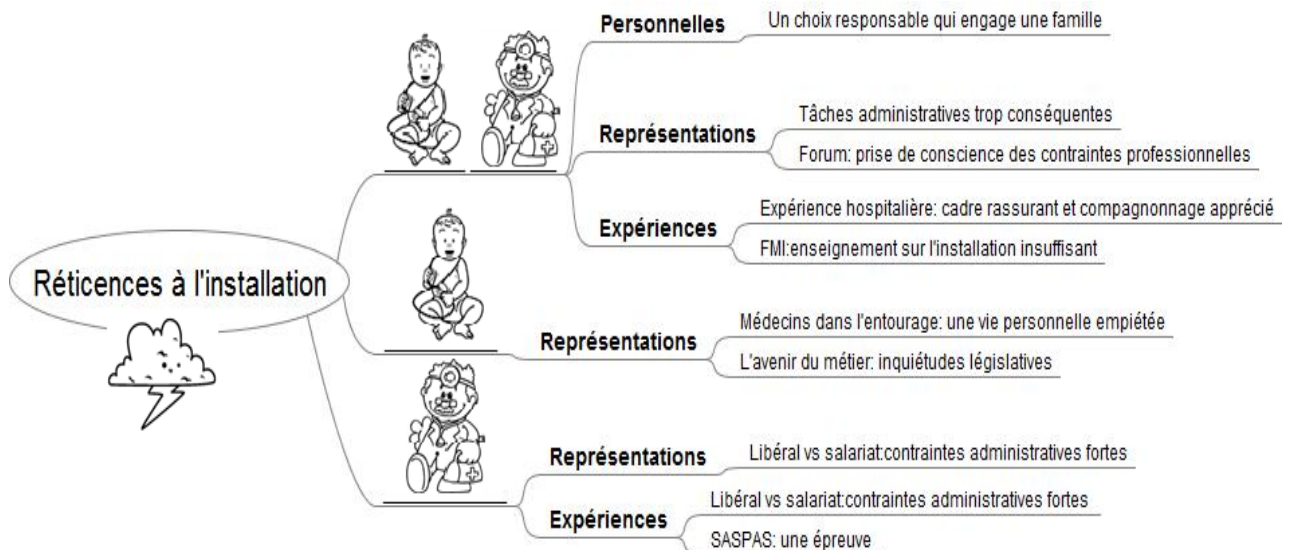 Réticences à l'installation
Personnelles
Un choix responsable qui engage une famille
Représentations
Tâches administratives trop conséquentes
Forum: prise de conscience des contraintes professionnelles
Expériences
Expérience hospitalière: cadre rassurant et compagnonnage apprécié
FMI:enseignement sur l'installation insuffisant
Représentations
Médecins dans l'entourage: une vie personnelle empiétée
L'avenir du métier: inquiétudes législatives
Représentations
Libéral vs salariat:contraintes administratives fortes
Expériences
Libéral vs salariat:contraintes administratives fortes
SASPAS: une épreuve